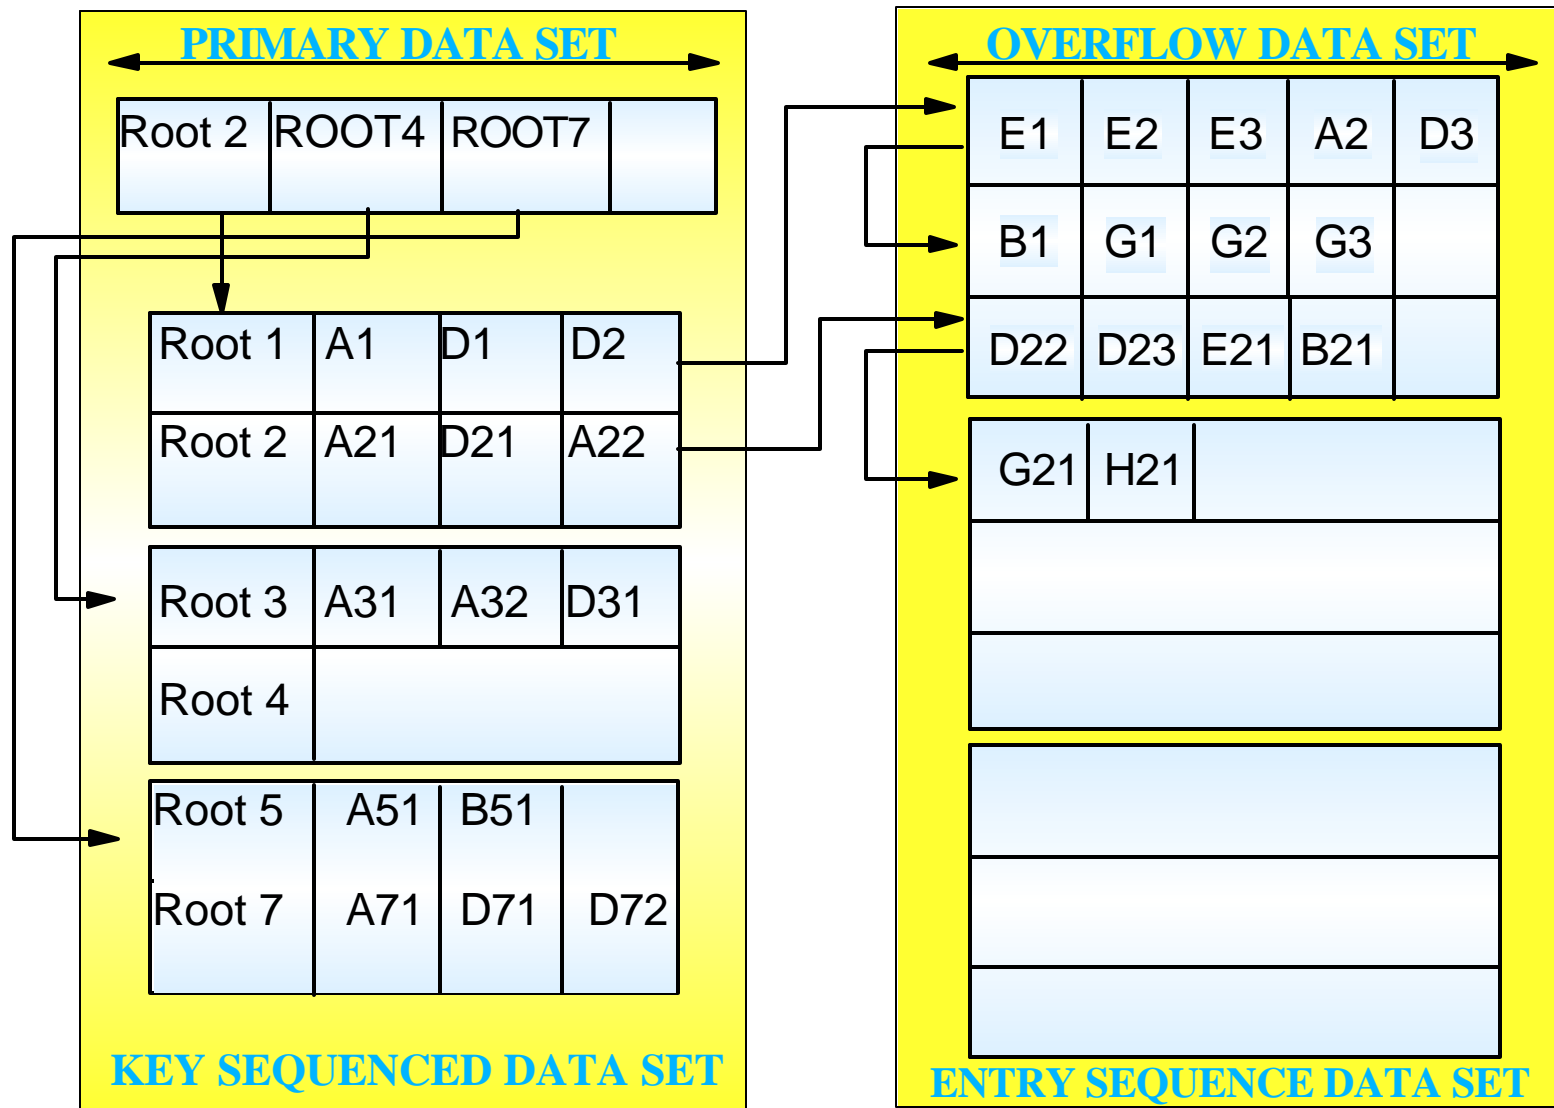 PRIMARY DATA SET
Root 2 ROOT4 ROOT7
Root 1 A1 D1 D2
Root 2 A21 D21 A22
Root 3 A31 A32 D31
Root 4
Root 5 A51 B51
Root 7 A71 D71 D72
KEY SEQUENCED DATA SET
OVERFLOW DATA SET
E1 E2 E3 A2 D3
B1 G1 G2 G3
D22 D23 E21 B21
G21 H21
ENTRY SEQUENCE DATA SET